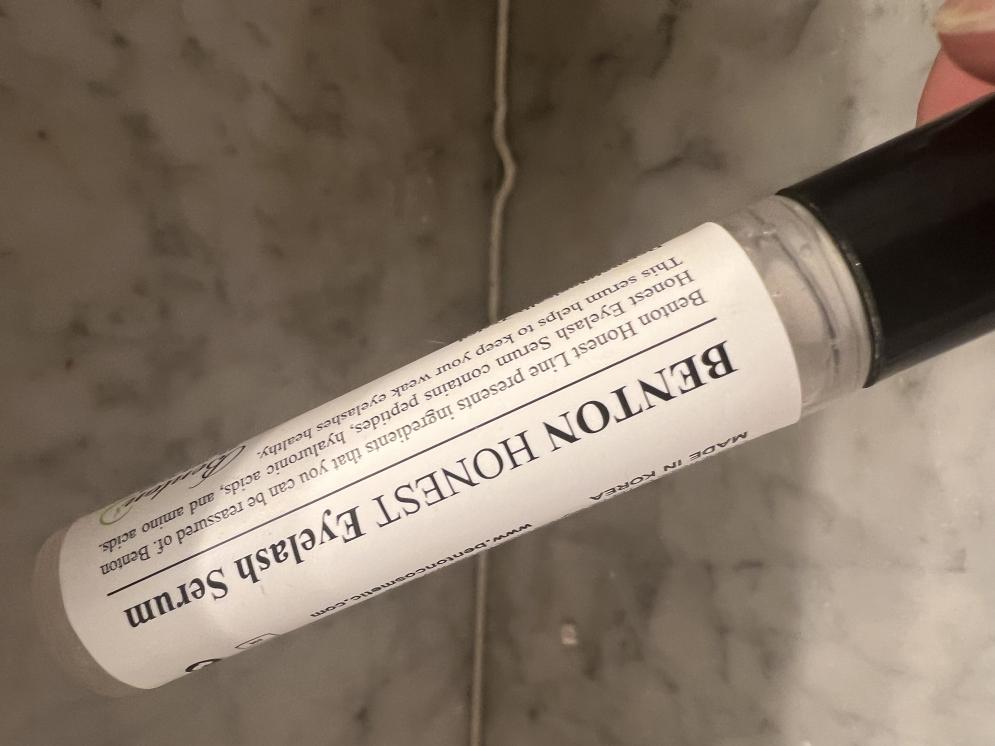 BENTON HONEST Eyelash Serum
Benton Honest Line presents ingredients that you can be reassured of. Benton
Honest Eyelash Serum contains peptides, hyaluronic acids, and amino acids.
This serum helps to keep your weak eyelashes healthy.
Benton
MADE IN KOREA
www.bentoncosmetic.com